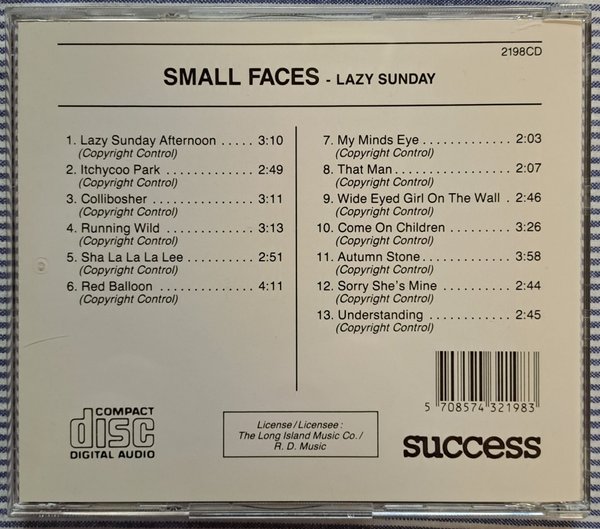 2198CD
SMALL FACES - LAZY SUNDAY
1. Lazy Sunday Afternoon ..... 3:10
(Copyright Control)
2. Itchycoo Park ............ 2:49
(Copyright Control)
3. Collibosher .............. 3:11
(Copyright Control)
4. Running Wild ............. 3:13
(Copyright Control)
5. Sha La La La Lee ......... 2:51
(Copyright Control)
6. Red Balloon .............. 4:11
(Copyright Control)
7. My Minds Eye ............. 2:03
(Copyright Control)
8. That Man ................. 2:07
(Copyright Control)
9. Wide Eyed Girl On The Wall . 2:46
(Copyright Control)
10. Come On Children ......... 3:26
(Copyright Control)
11. Autumn Stone ............. 3:58
(Copyright Control)
12. Sorry She's Mine ......... 2:44
(Copyright Control)
13. Understanding ............ 2:45
(Copyright Control)
5 708574 321983
COMPACT
disc
DIGITAL AUDIO
License/Licensee:
The Long Island Music Co./
R. D. Music
success